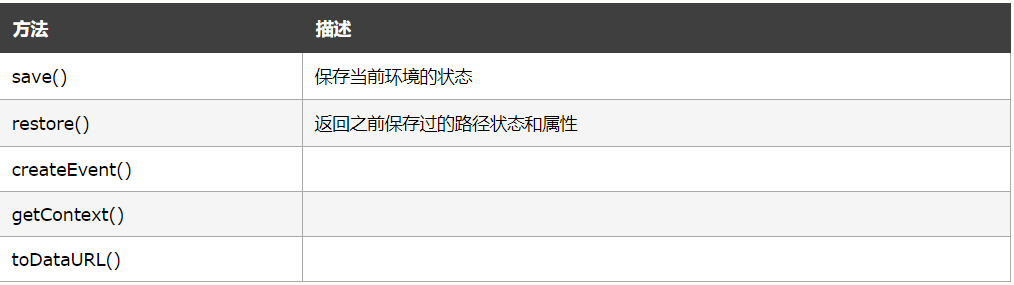 方法 描述
save() 保存当前环境的状态
restore() 返回之前保存过的路径状态和属性
createEvent()
getContext()
toDataURL()